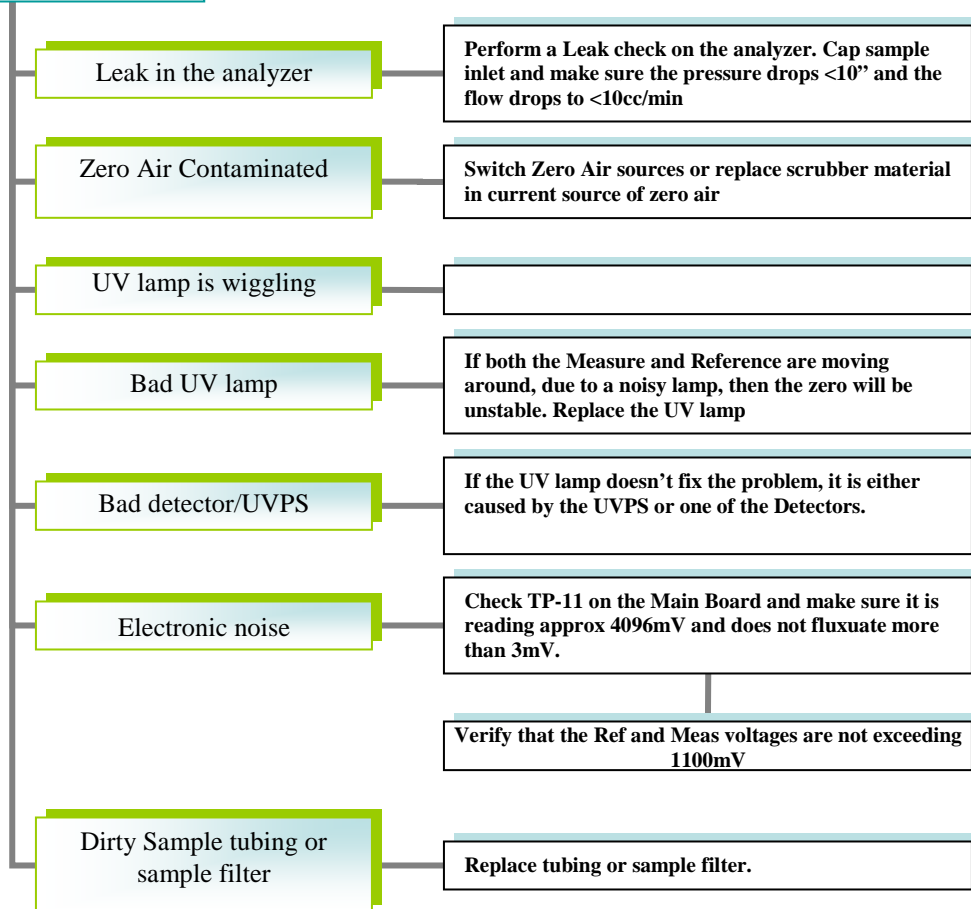 Leak in the analyzer
Perform a Leak check on the analyzer. Cap sample
inlet and make sure the pressure drops <10” and the
flow drops to <10cc/min
Zero Air Contaminated
Switch Zero Air sources or replace scrubber material
in current source of zero air
UV lamp is wiggling
Bad UV lamp
If both the Measure and Reference are moving
around, due to a noisy lamp, then the zero will be
unstable. Replace the UV lamp
Bad detector/UVPS
If the UV lamp doesn’t fix the problem, it is either
caused by the UVPS or one of the Detectors.
Electronic noise
Check TP-11 on the Main Board and make sure it is
reading approx 4096mV and does not fluxuate more
than 3mV.
Verify that the Ref and Meas voltages are not exceeding
1100mV
Dirty Sample tubing or
sample filter
Replace tubing or sample filter.